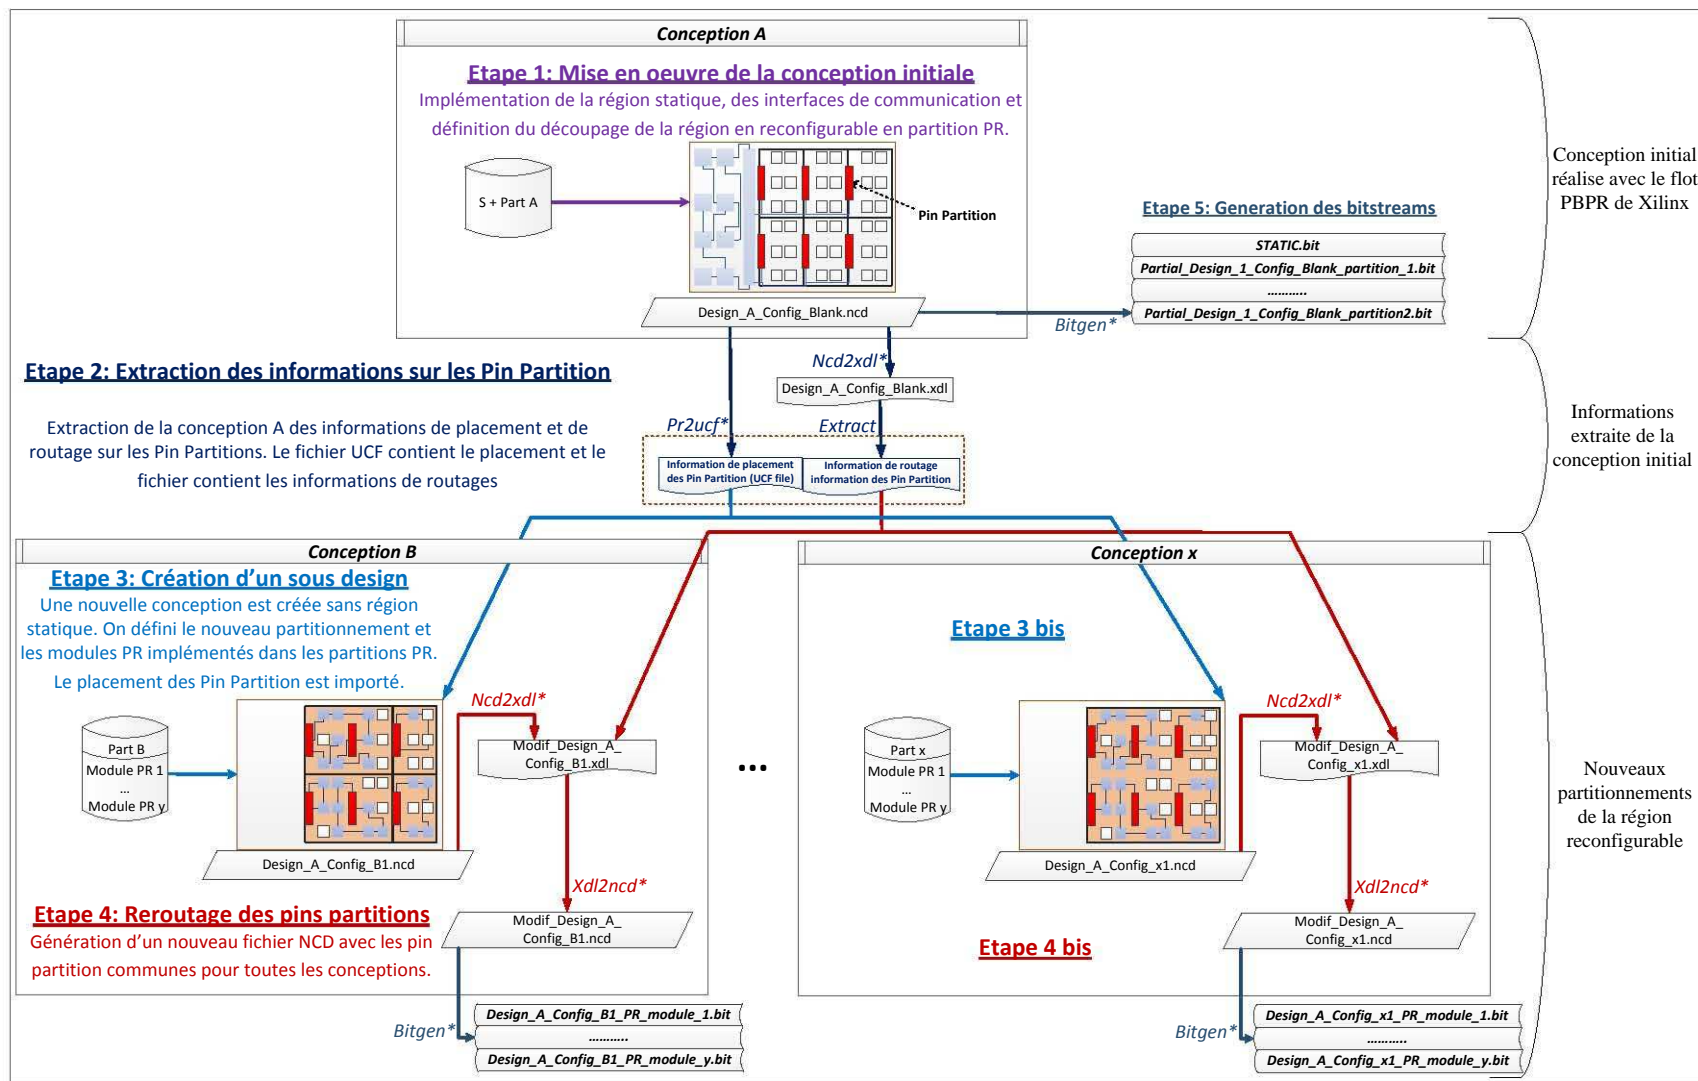 Conception A
Etape 1: Mise en oeuvre de la conception initiale
Implémentation de la région statique, des interfaces de communication et
définition du découpage de la région en reconfigurable en partition PR.
S + Part A
Pin Partition
Design_A_Config_Blank.ncd
Bitgen*
Etape 5: Generation des bitstreams
STATIC.bit
Partial_Design_1_Config_Blank_partition_1.bit
...........
Partial_Design_1_Config_Blank_partition2.bit
Conception initial
réalise avec le flot
PBPR de Xilinx
Etape 2: Extraction des informations sur les Pin Partition
Extraction de la conception A des informations de placement et de
routage sur les Pin Partitions. Le fichier UCF contient le placement et le
fichier contient les informations de routages
Ncd2xdl*
Design_A_Config_Blank.xdl
Pr2ucf*
Extract
Information de placement
des Pin Partition (UCF file)
Information de routage
information des Pin Partition
Informations
extraite de la
conception initial
Conception B
Etape 3: Création d'un sous design
Une nouvelle conception est créée sans région
statique. On défini le nouveau partitionnement et
les modules PR implémentés dans les partitions PR.
Le placement des Pin Partition est importé.
Part B
Module PR 1
...
Module PR y
Ncd2xdl*
Modif_Design_A_
Config_B1.xdl
Design_A_Config_B1.ncd
Xdl2ncd*
Etape 4: Reroutage des pins partitions
Génération d'un nouveau fichier NCD avec les pin
partition communes pour toutes les conceptions.
Modif_Design_A_
Config_B1.ncd
Bitgen*
Design_A_Config_B1_PR_module_1.bit
...........
Design_A_Config_B1_PR_module_y.bit
...
Conception x
Etape 3 bis
Part x
Module PR 1
...
Module PR y
Ncd2xdl*
Modif_Design_A_
Config_x1.xdl
Design_A_Config_x1.ncd
Xdl2ncd*
Etape 4 bis
Modif_Design_A_
Config_x1.ncd
Bitgen*
Design_A_Config_x1_PR_module_1.bit
...........
Design_A_Config_x1_PR_module_y.bit
Nouveaux
partitionnements
de la région
reconfigurable